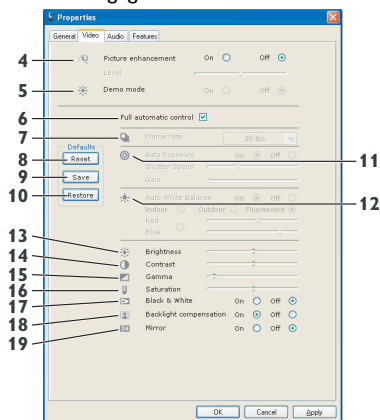 Properties
General Video Audio Features
4 Picture enhancement On Off
Level
5 Demo mode On Off
6 Full automatic control
7 Frame rate 30 fps
Defaults
8 Reset
9 Save
10 Restore
Auto Exposure On Off 11
Shutter Speed
Gain
Auto White Balance On Off 12
Indoor Outdoor Fluorescent
Red
Blue
13 Brightness
14 Contrast
15 Gamma
16 Saturation
17 Black & White On Off
18 Backlight compensation On Off
19 Mirror On Off
OK Cancel Apply